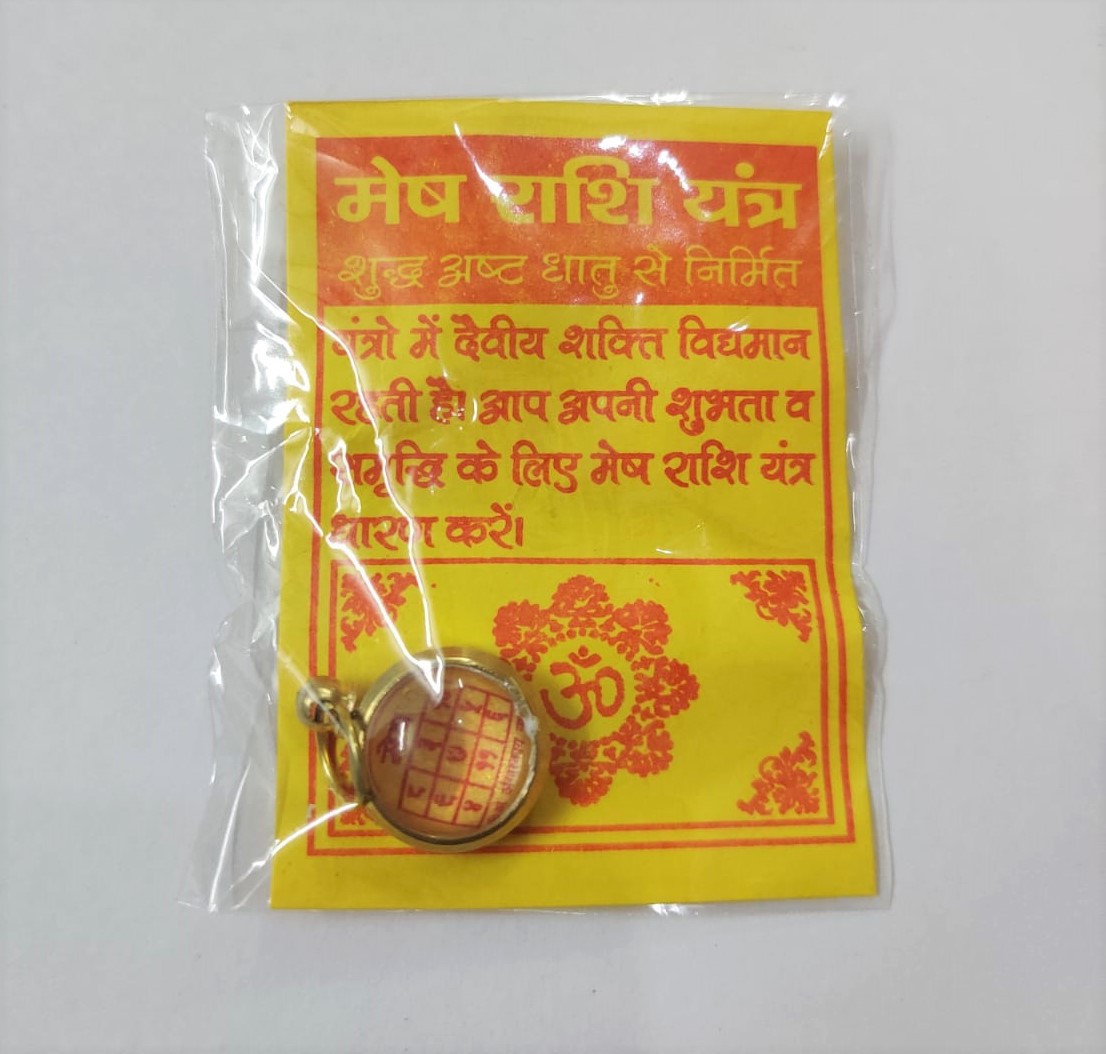 मेष राशि यंत्र
शुद्ध अष्ट धातु से निर्मित
यंत्रो में दैवीय शक्ति विद्यमान
रहती है। आप अपनी शुभता व
समृद्धि के लिए मेष राशि यंत्र
धारण करें।
ॐ